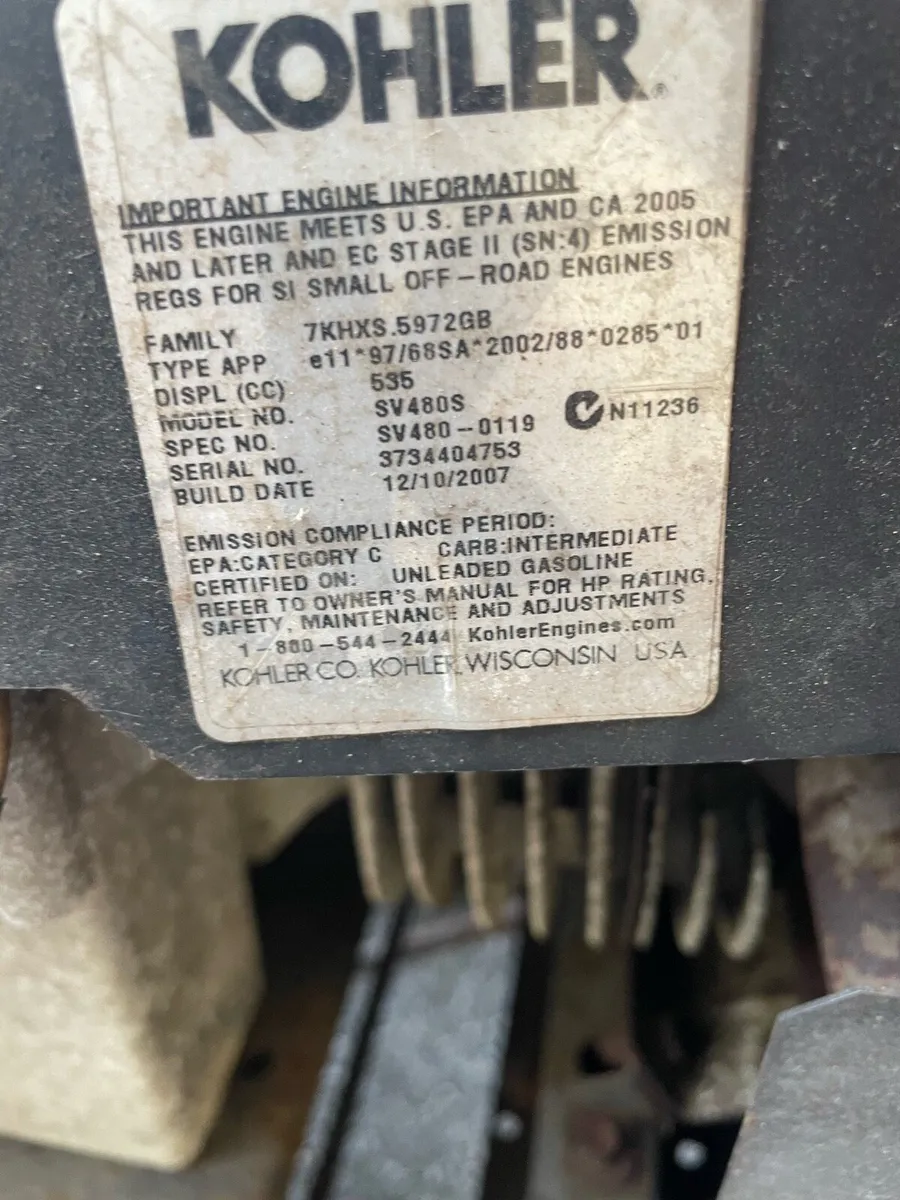 KOHLER®
IMPORTANT ENGINE INFORMATION
THIS ENGINE MEETS U.S. EPA AND CA 2005
AND LATER AND EC STAGE II (SN:4) EMISSION
REGS FOR SI SMALL OFF-ROAD ENGINES
FAMILY 7KHXS.5972GB
TYPE APP e11*97/68SA*2002/88*0285*01
DISPL (CC) 535
MODEL NO. SV480S
SPEC NO. SV480-0119 N11236
SERIAL NO. 3734404753
BUILD DATE 12/10/2007
EMISSION COMPLIANCE PERIOD:
EPA:CATEGORY C CARB:INTERMEDIATE
CERTIFIED ON: UNLEADED GASOLINE
REFER TO OWNER'S MANUAL FOR HP RATING,
SAFETY, MAINTENANCE AND ADJUSTMENTS
1-800-544-2444 KohlerEngines.com
KOHLER CO. KOHLER, WISCONSIN USA